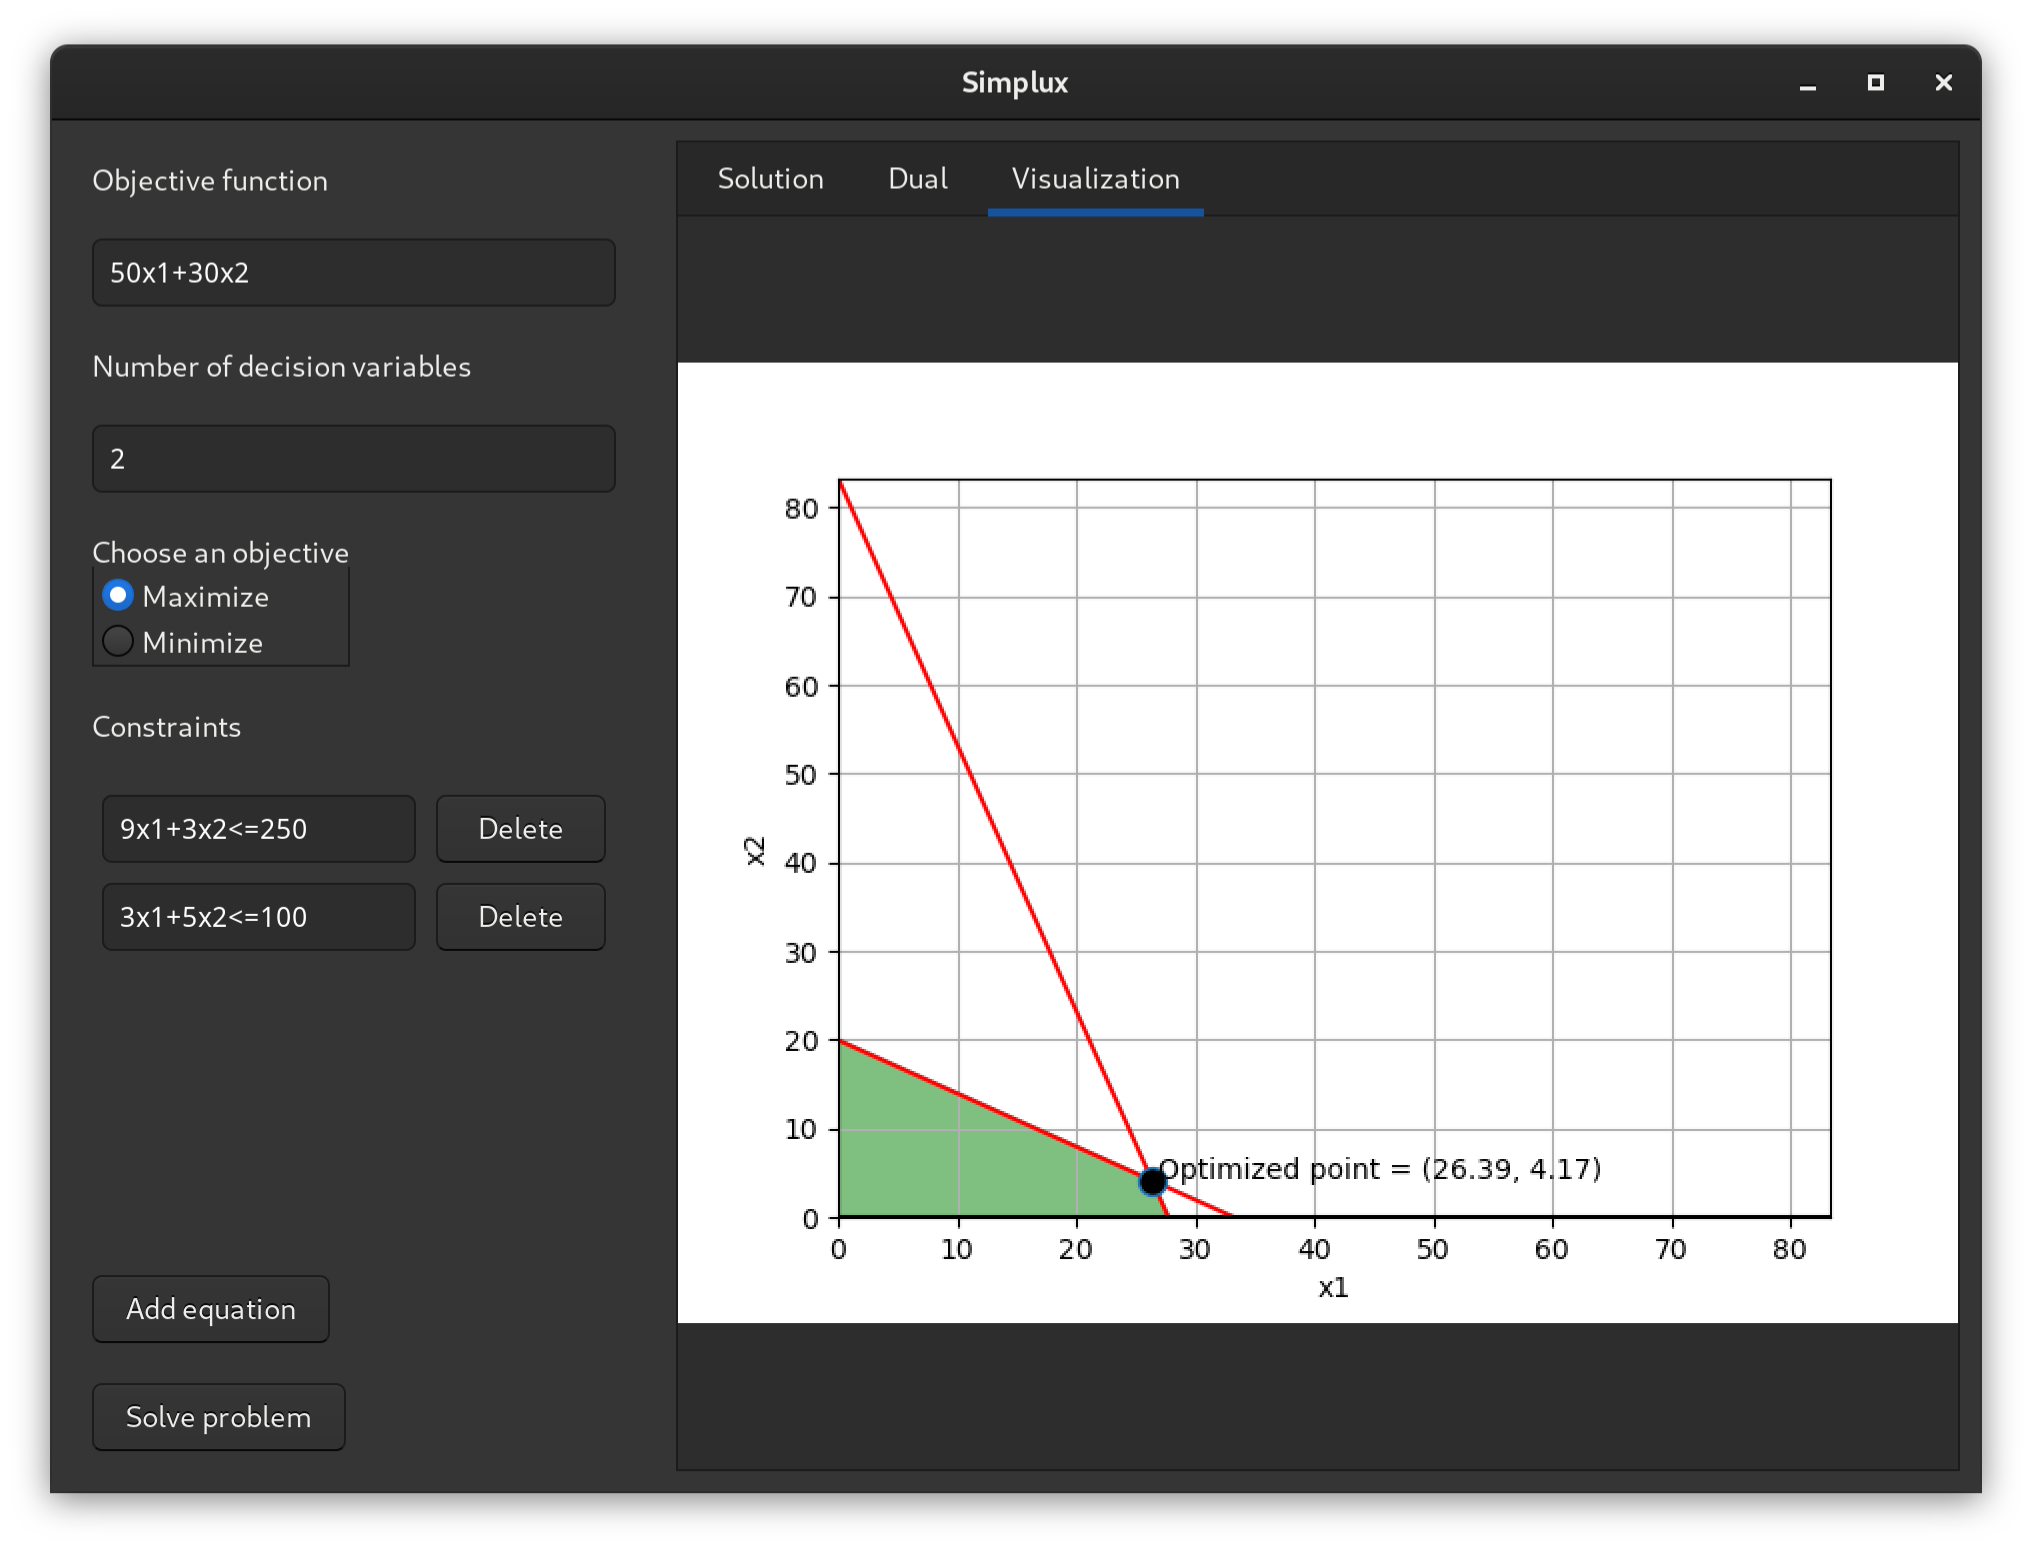 Simplux
Objective function
50x1+30x2
Number of decision variables
2
Choose an objective
Maximize
Minimize
Constraints
9x1+3x2<=250 Delete
3x1+5x2<=100 Delete
Add equation
Solve problem
Solution Dual Visualization
80
70
60
50
40
30
20
10
0
x2
Optimized point = (26.39, 4.17)
0 10 20 30 40 50 60 70 80
x1